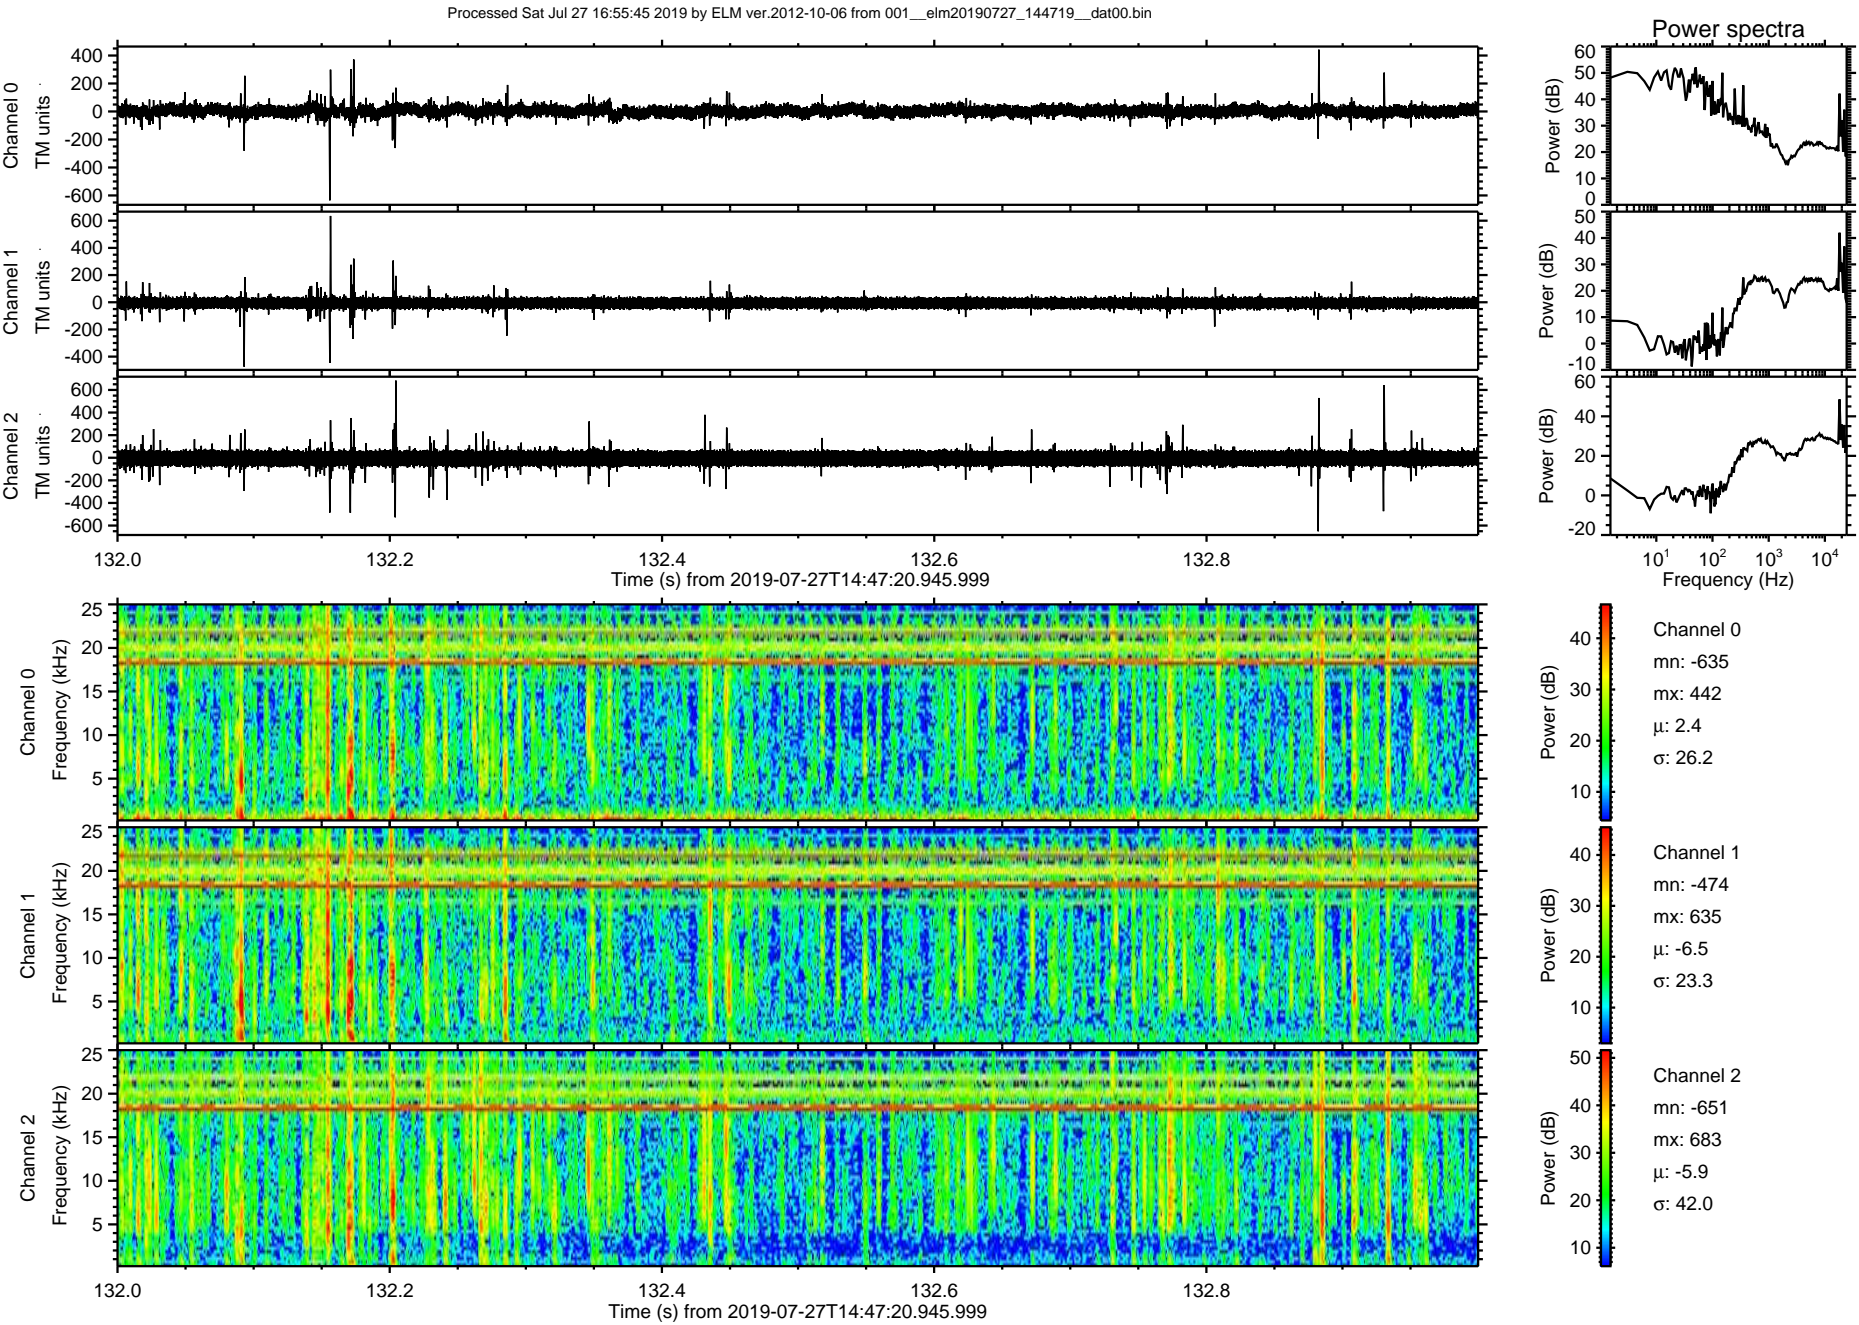 Processed Sat Jul 27 16:55:45 2019 by ELM ver.2012-10-06 from 001__elm20190727_144719__dat00.bin
Power spectra
Channel 0
TM units
400
200
0
-200
-400
-600
Power (dB)
60
50
40
30
20
10
0
Channel 1
TM units
600
400
200
0
-200
-400
Power (dB)
50
40
30
20
10
0
-10
Channel 2
TM units
600
400
200
0
-200
-400
-600
Power (dB)
60
40
20
0
-20
132.0 132.2 132.4 132.6 132.8
Time (s) from 2019-07-27T14:47:20.945.999
10^1 10^2 10^3 10^4
Frequency (Hz)
Channel 0
Frequency (kHz)
25
20
15
10
5
Power (dB)
40
30
20
10
Channel 0
mn: -635
mx: 442
μ: 2.4
σ: 26.2
Channel 1
Frequency (kHz)
25
20
15
10
5
Power (dB)
40
30
20
10
Channel 1
mn: -474
mx: 635
μ: -6.5
σ: 23.3
Channel 2
Frequency (kHz)
25
20
15
10
5
Power (dB)
50
40
30
20
10
Channel 2
mn: -651
mx: 683
μ: -5.9
σ: 42.0
132.0 132.2 132.4 132.6 132.8
Time (s) from 2019-07-27T14:47:20.945.999